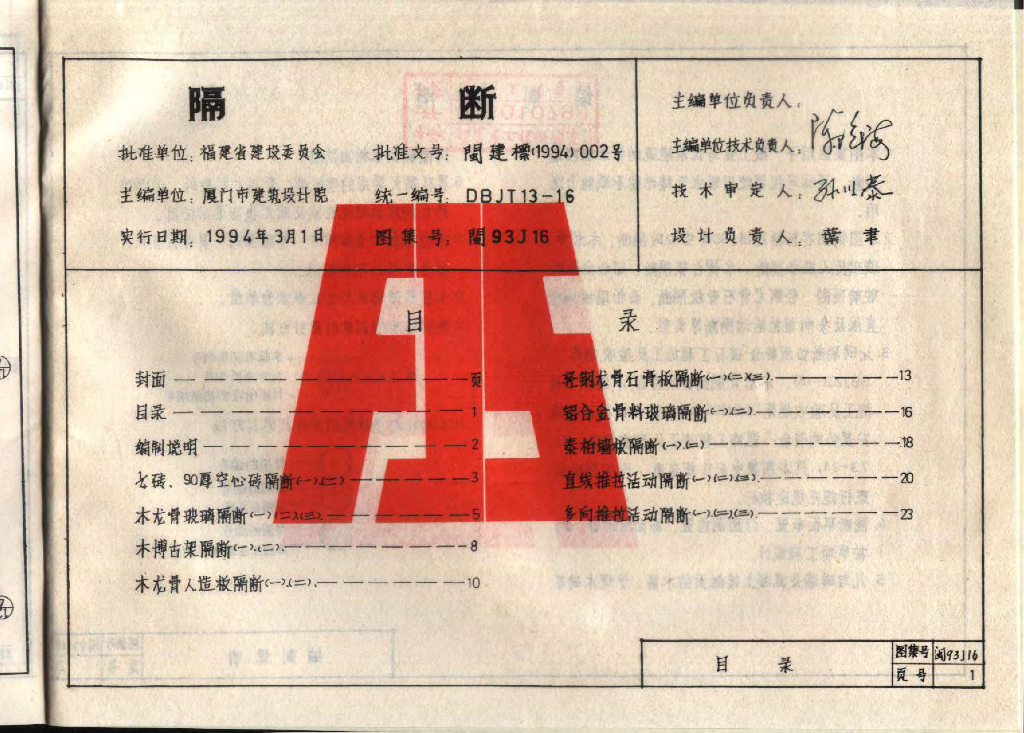 隔 断
批准单位：福建省建设委员会 批准文号：閩建標(1994)002号
主编单位：厦门市建筑设计院 统一编号：DBJT13-16
实行日期：1994年3月1日 图集号：閩93J16
主编单位负责人：
主编单位技术负责人：
技术审定人：
设计负责人：葉聿
目 录
封面 — 页
目录 — 1
编制说明 — 2
七砖、90厚空心砖隔断(一)(二) — 3
木龙骨玻璃隔断(一)(二)(三) — 5
木博古架隔断(一)(二) — 8
木龙骨人造板隔断(一)(二) — 10
轻钢龙骨石膏板隔断(一)(二)(三) — 13
铝合金骨料玻璃隔断(一)(二) — 16
泰柏墙板隔断(一)(二) — 18
直线推拉活动隔断(一)(二)(三) — 20
多向推拉活动隔断(一)(二)(三) — 23
目 录
图集号 闽93J16
页号 1